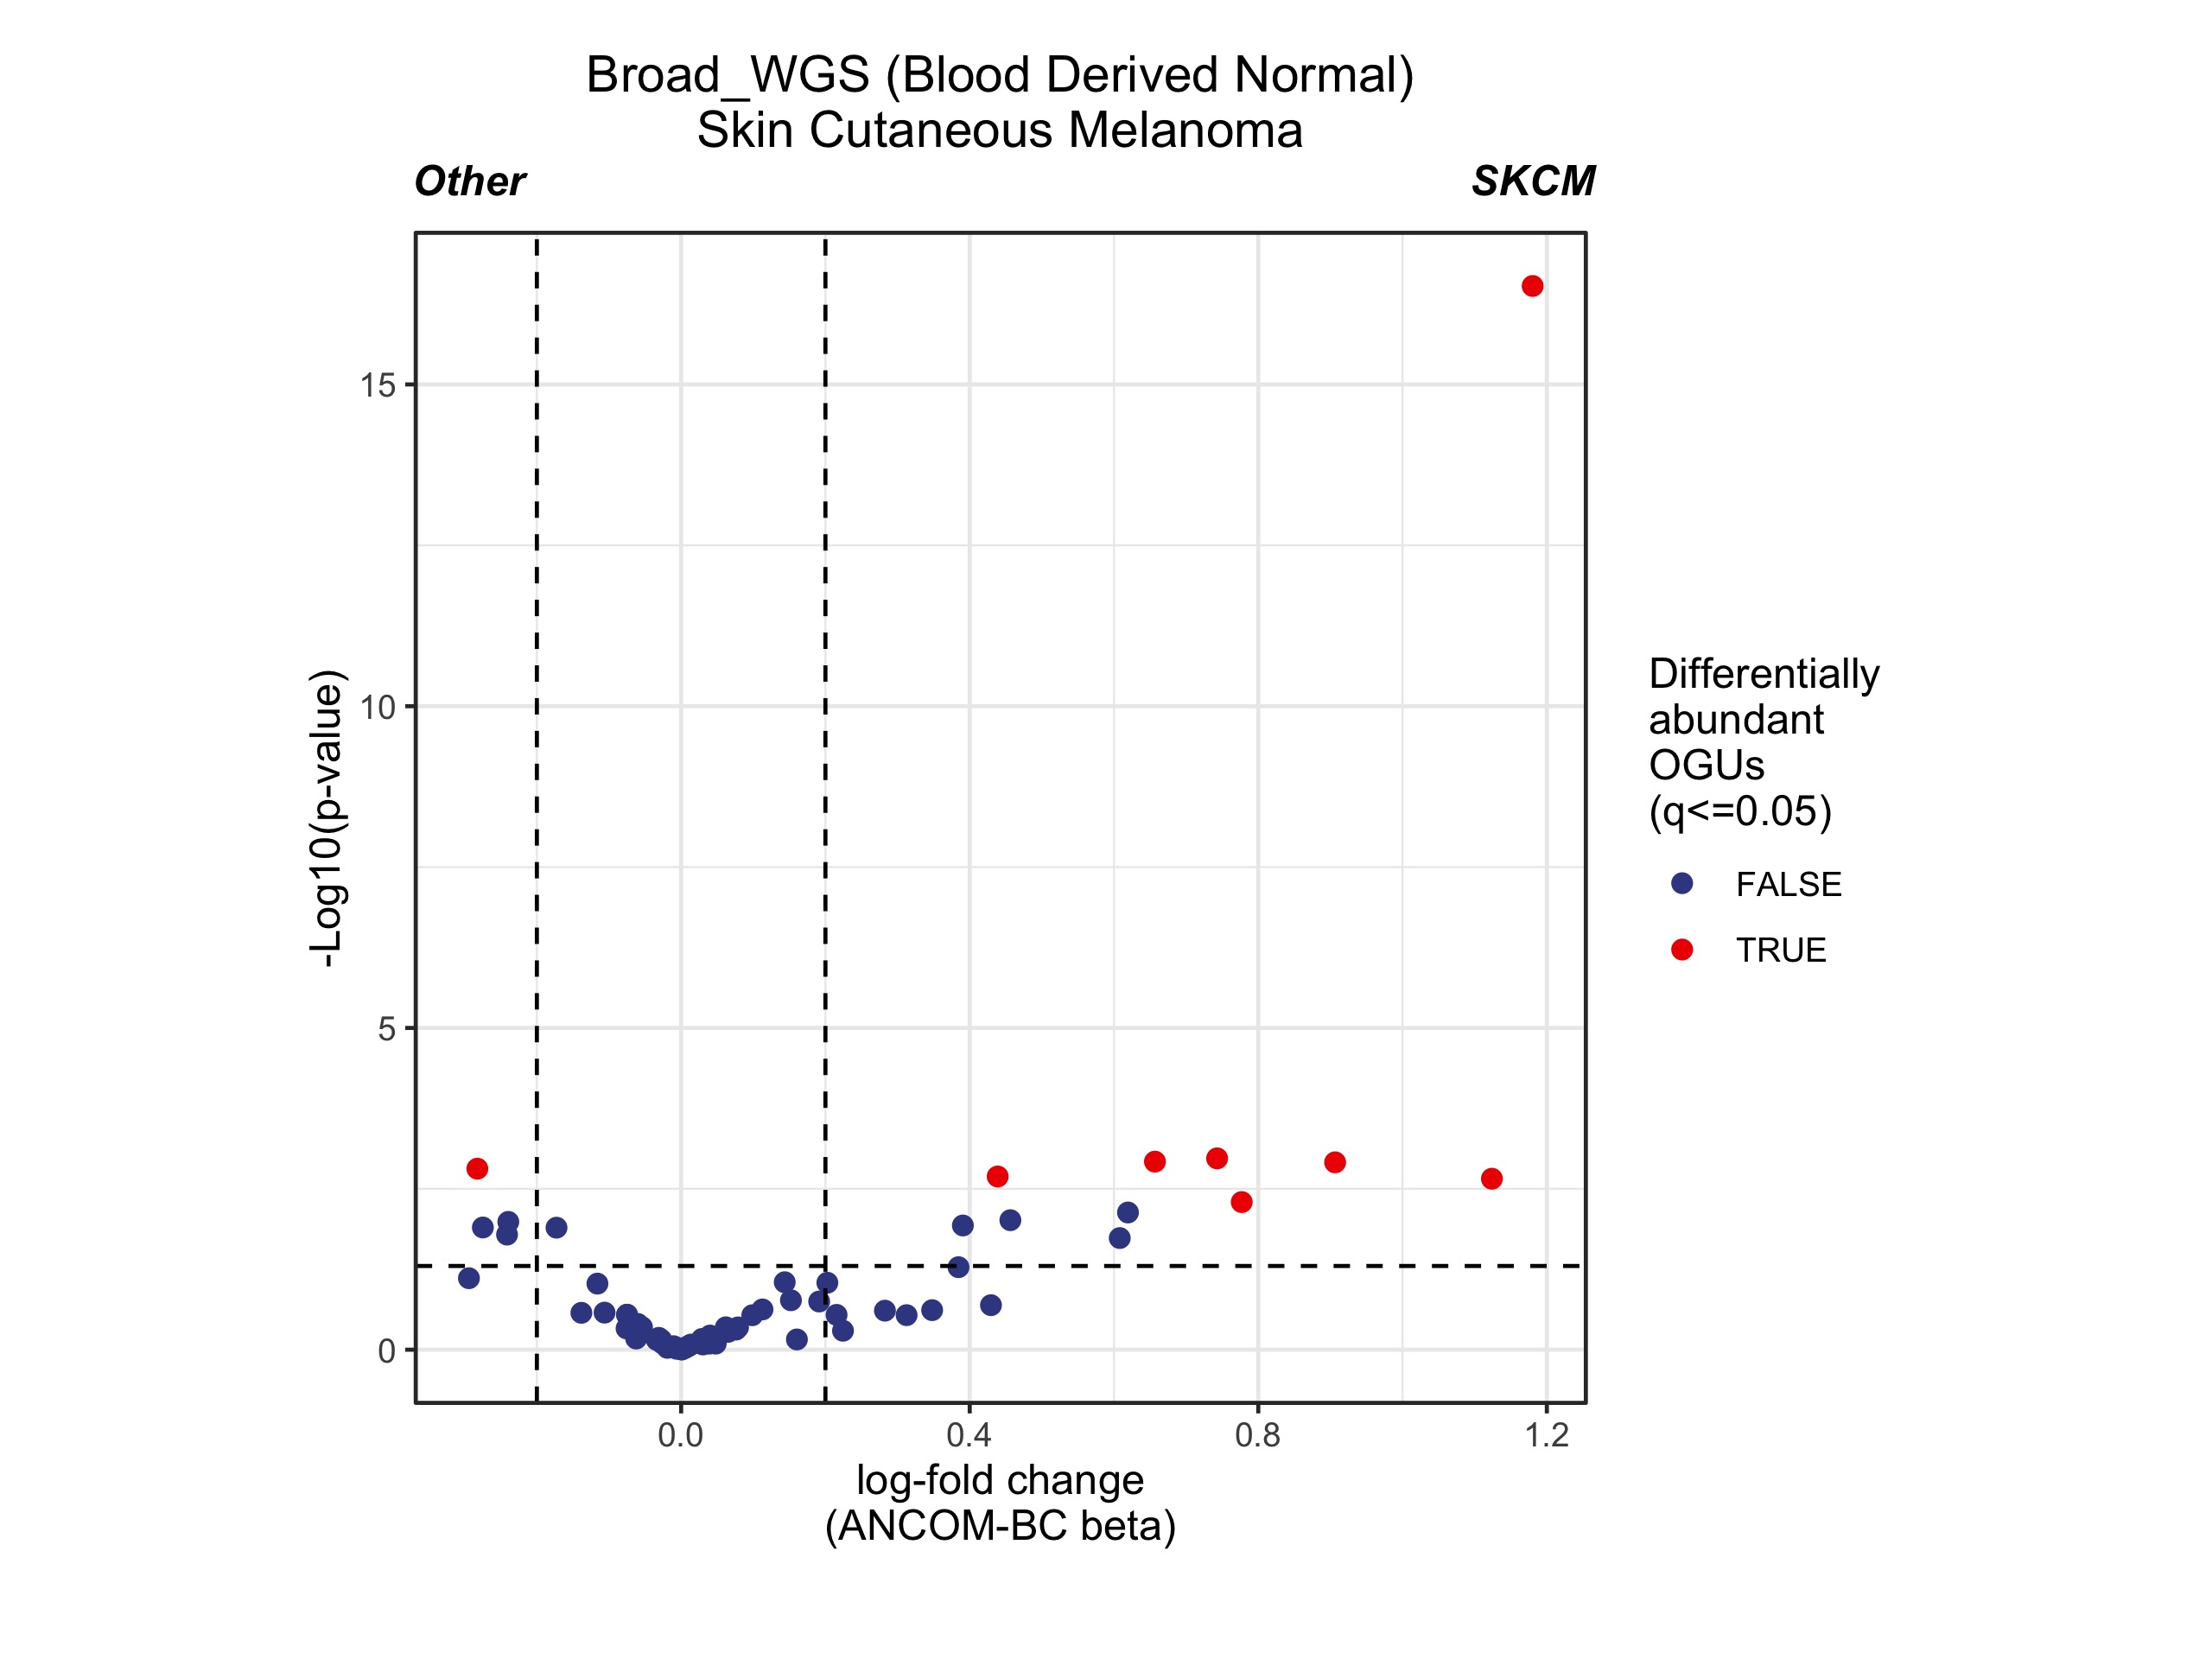 Broad_WGS (Blood Derived Normal)
Skin Cutaneous Melanoma
Other
SKCM
15
10
5
0
-Log10(p-value)
0.0
0.4
0.8
1.2
log-fold change
(ANCOM-BC beta)
Differentially
abundant
OGUs
(q<=0.05)
FALSE
TRUE